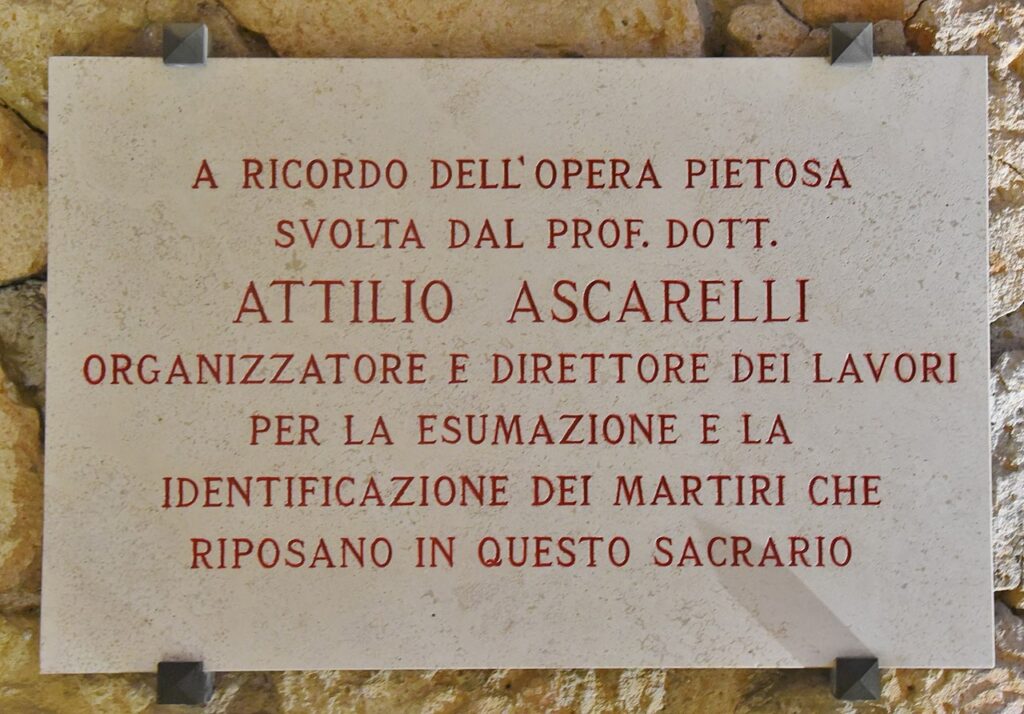 A RICORDO DELL'OPERA PIETOSA
SVOLTA DAL PROF. DOTT.
ATTILIO ASCARELLI
ORGANIZZATORE E DIRETTORE DEI LAVORI
PER LA ESUMAZIONE E LA
IDENTIFICAZIONE DEI MARTIRI CHE
RIPOSANO IN QUESTO SACRARIO